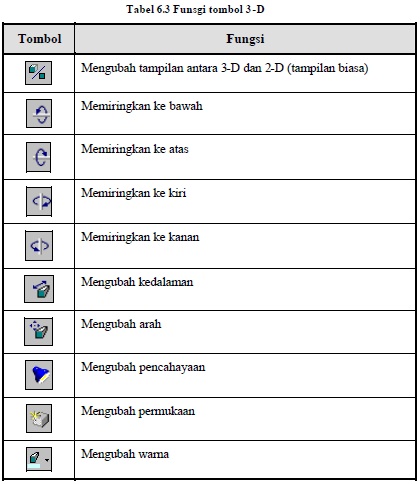 Tabel 6.3 Funsgi tombol 3-D
Tombol Fungsi
Mengubah tampilan antara 3-D dan 2-D (tampilan biasa)
Memiringkan ke bawah
Memiringkan ke atas
Memiringkan ke kiri
Memiringkan ke kanan
Mengubah kedalaman
Mengubah arah
Mengubah pencahayaan
Mengubah permukaan
Mengubah warna